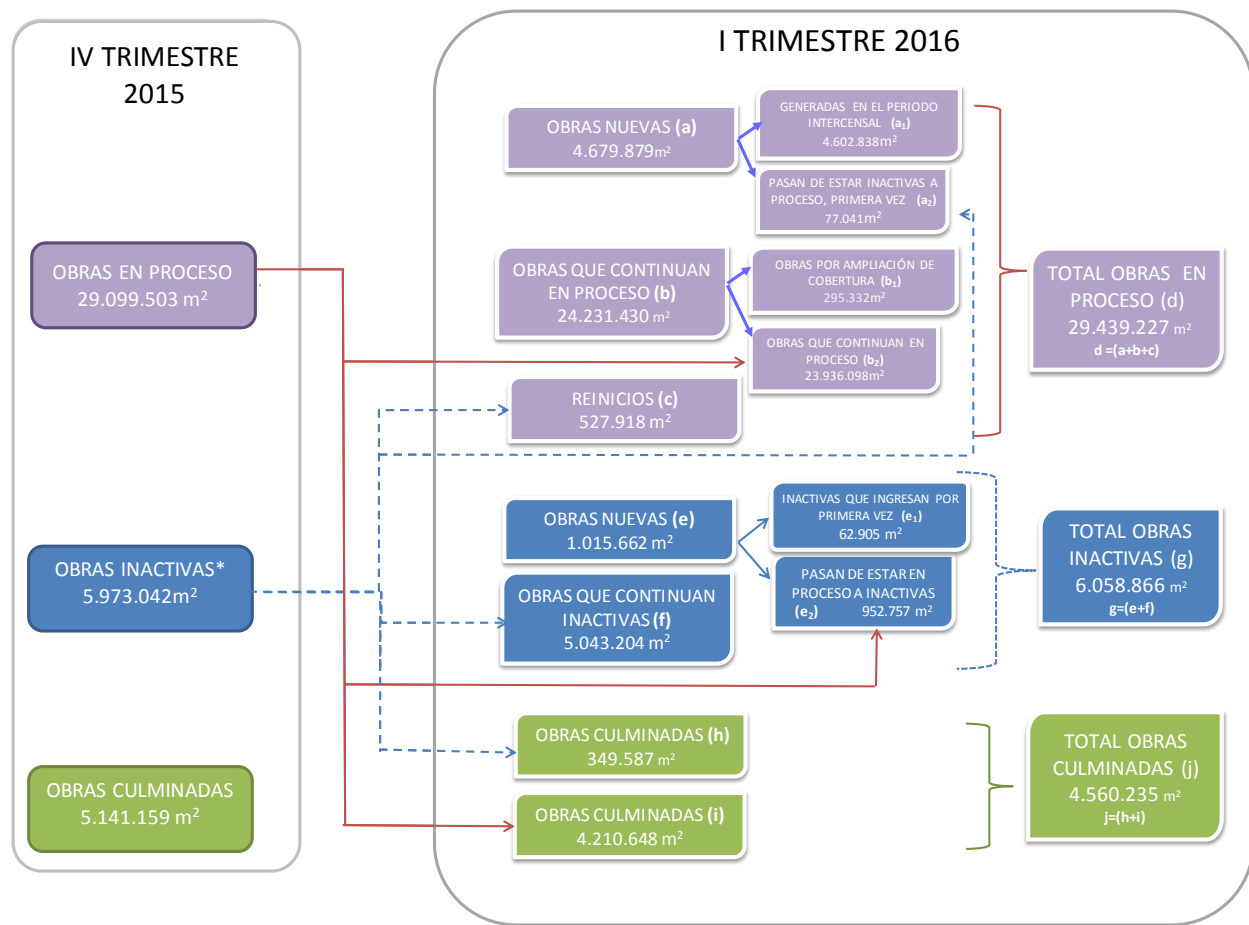 IV TRIMESTRE
2015
OBRAS EN PROCESO
29.099.503 m²
OBRAS INACTIVAS*
5.973.042m²
OBRAS CULMINADAS
5.141.159 m²
I TRIMESTRE 2016
OBRAS NUEVAS (a)
4.679.879m²
GENERADAS EN EL PERIODO
INTERCENSAL (a₁)
4.602.838m²
PASAN DE ESTAR INACTIVAS A
PROCESO, PRIMERA VEZ (a₂)
77.041m²
OBRAS QUE CONTINUAN
EN PROCESO (b)
24.231.430 m²
OBRAS POR AMPLIACIÓN DE
COBERTURA (b₁)
295.332m²
OBRAS QUE CONTINUAN EN
PROCESO (b₂)
23.936.098m²
REINICIOS (c)
527.918 m²
TOTAL OBRAS EN
PROCESO (d)
29.439.227 m²
d =(a+b+c)
OBRAS NUEVAS (e)
1.015.662 m²
INACTIVAS QUE INGRESAN POR
PRIMERA VEZ (e₁)
62.905 m²
PASAN DE ESTAR EN
PROCESO A INACTIVAS
(e₂) 952.757 m²
OBRAS QUE CONTINUAN
INACTIVAS (f)
5.043.204 m²
TOTAL OBRAS
INACTIVAS (g)
6.058.866 m²
g=(e+f)
OBRAS CULMINADAS (h)
349.587 m²
OBRAS CULMINADAS (i)
4.210.648 m²
TOTAL OBRAS
CULMINADAS (j)
4.560.235 m²
j=(h+i)